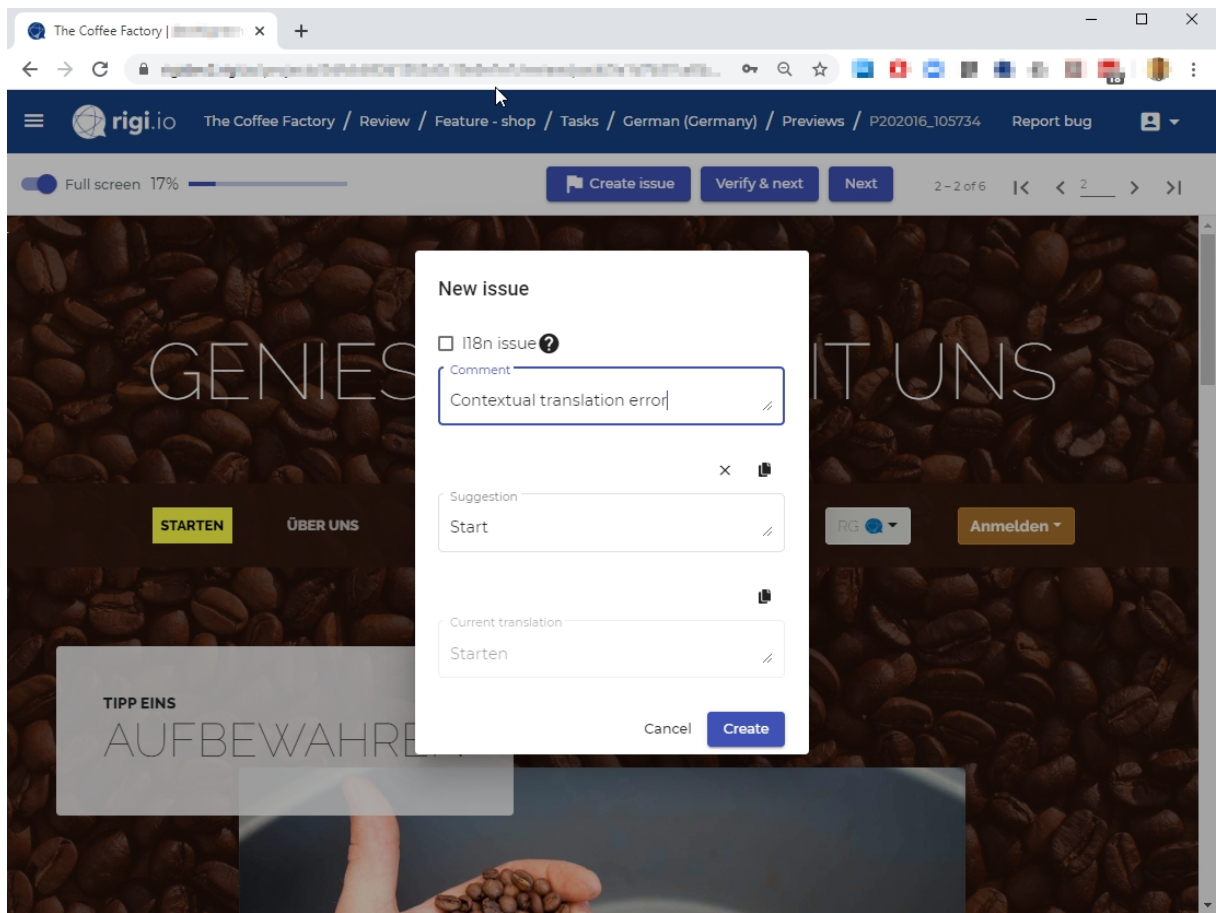 The Coffee Factory |
rigi.io The Coffee Factory / Review / Feature - shop / Tasks / German (Germany) / Previews / P202016_105734 Report bug
Full screen 17% Create issue Verify & next Next 2 – 2 of 6 2
New issue
I18n issue
GENIES IT UNS
Comment
Contextual translation error
Suggestion
Start
STARTEN ÜBER UNS RG Anmelden
Current translation
Starten
TIPP EINS
AUFBEWAHRE
Cancel Create